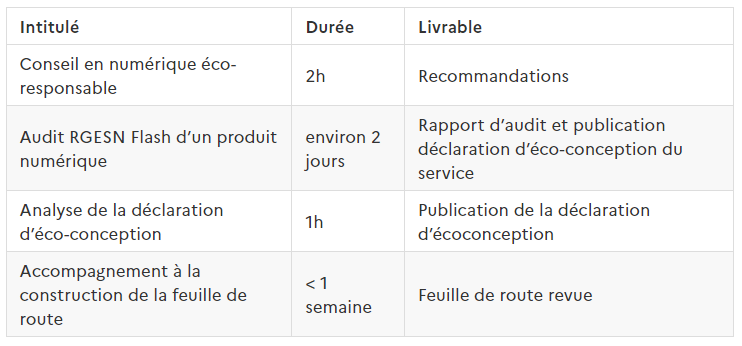 Intitulé Durée Livrable
Conseil en numérique éco-
responsable
2h
Recommandations
Audit RGESN Flash d’un produit
numérique
environ 2
jours
Rapport d’audit et publication
déclaration d’éco-conception du
service
Analyse de la déclaration
d’éco-conception
1h
Publication de la déclaration
d’écoconception
Accompagnement à la
construction de la feuille de
route
< 1
semaine
Feuille de route revue